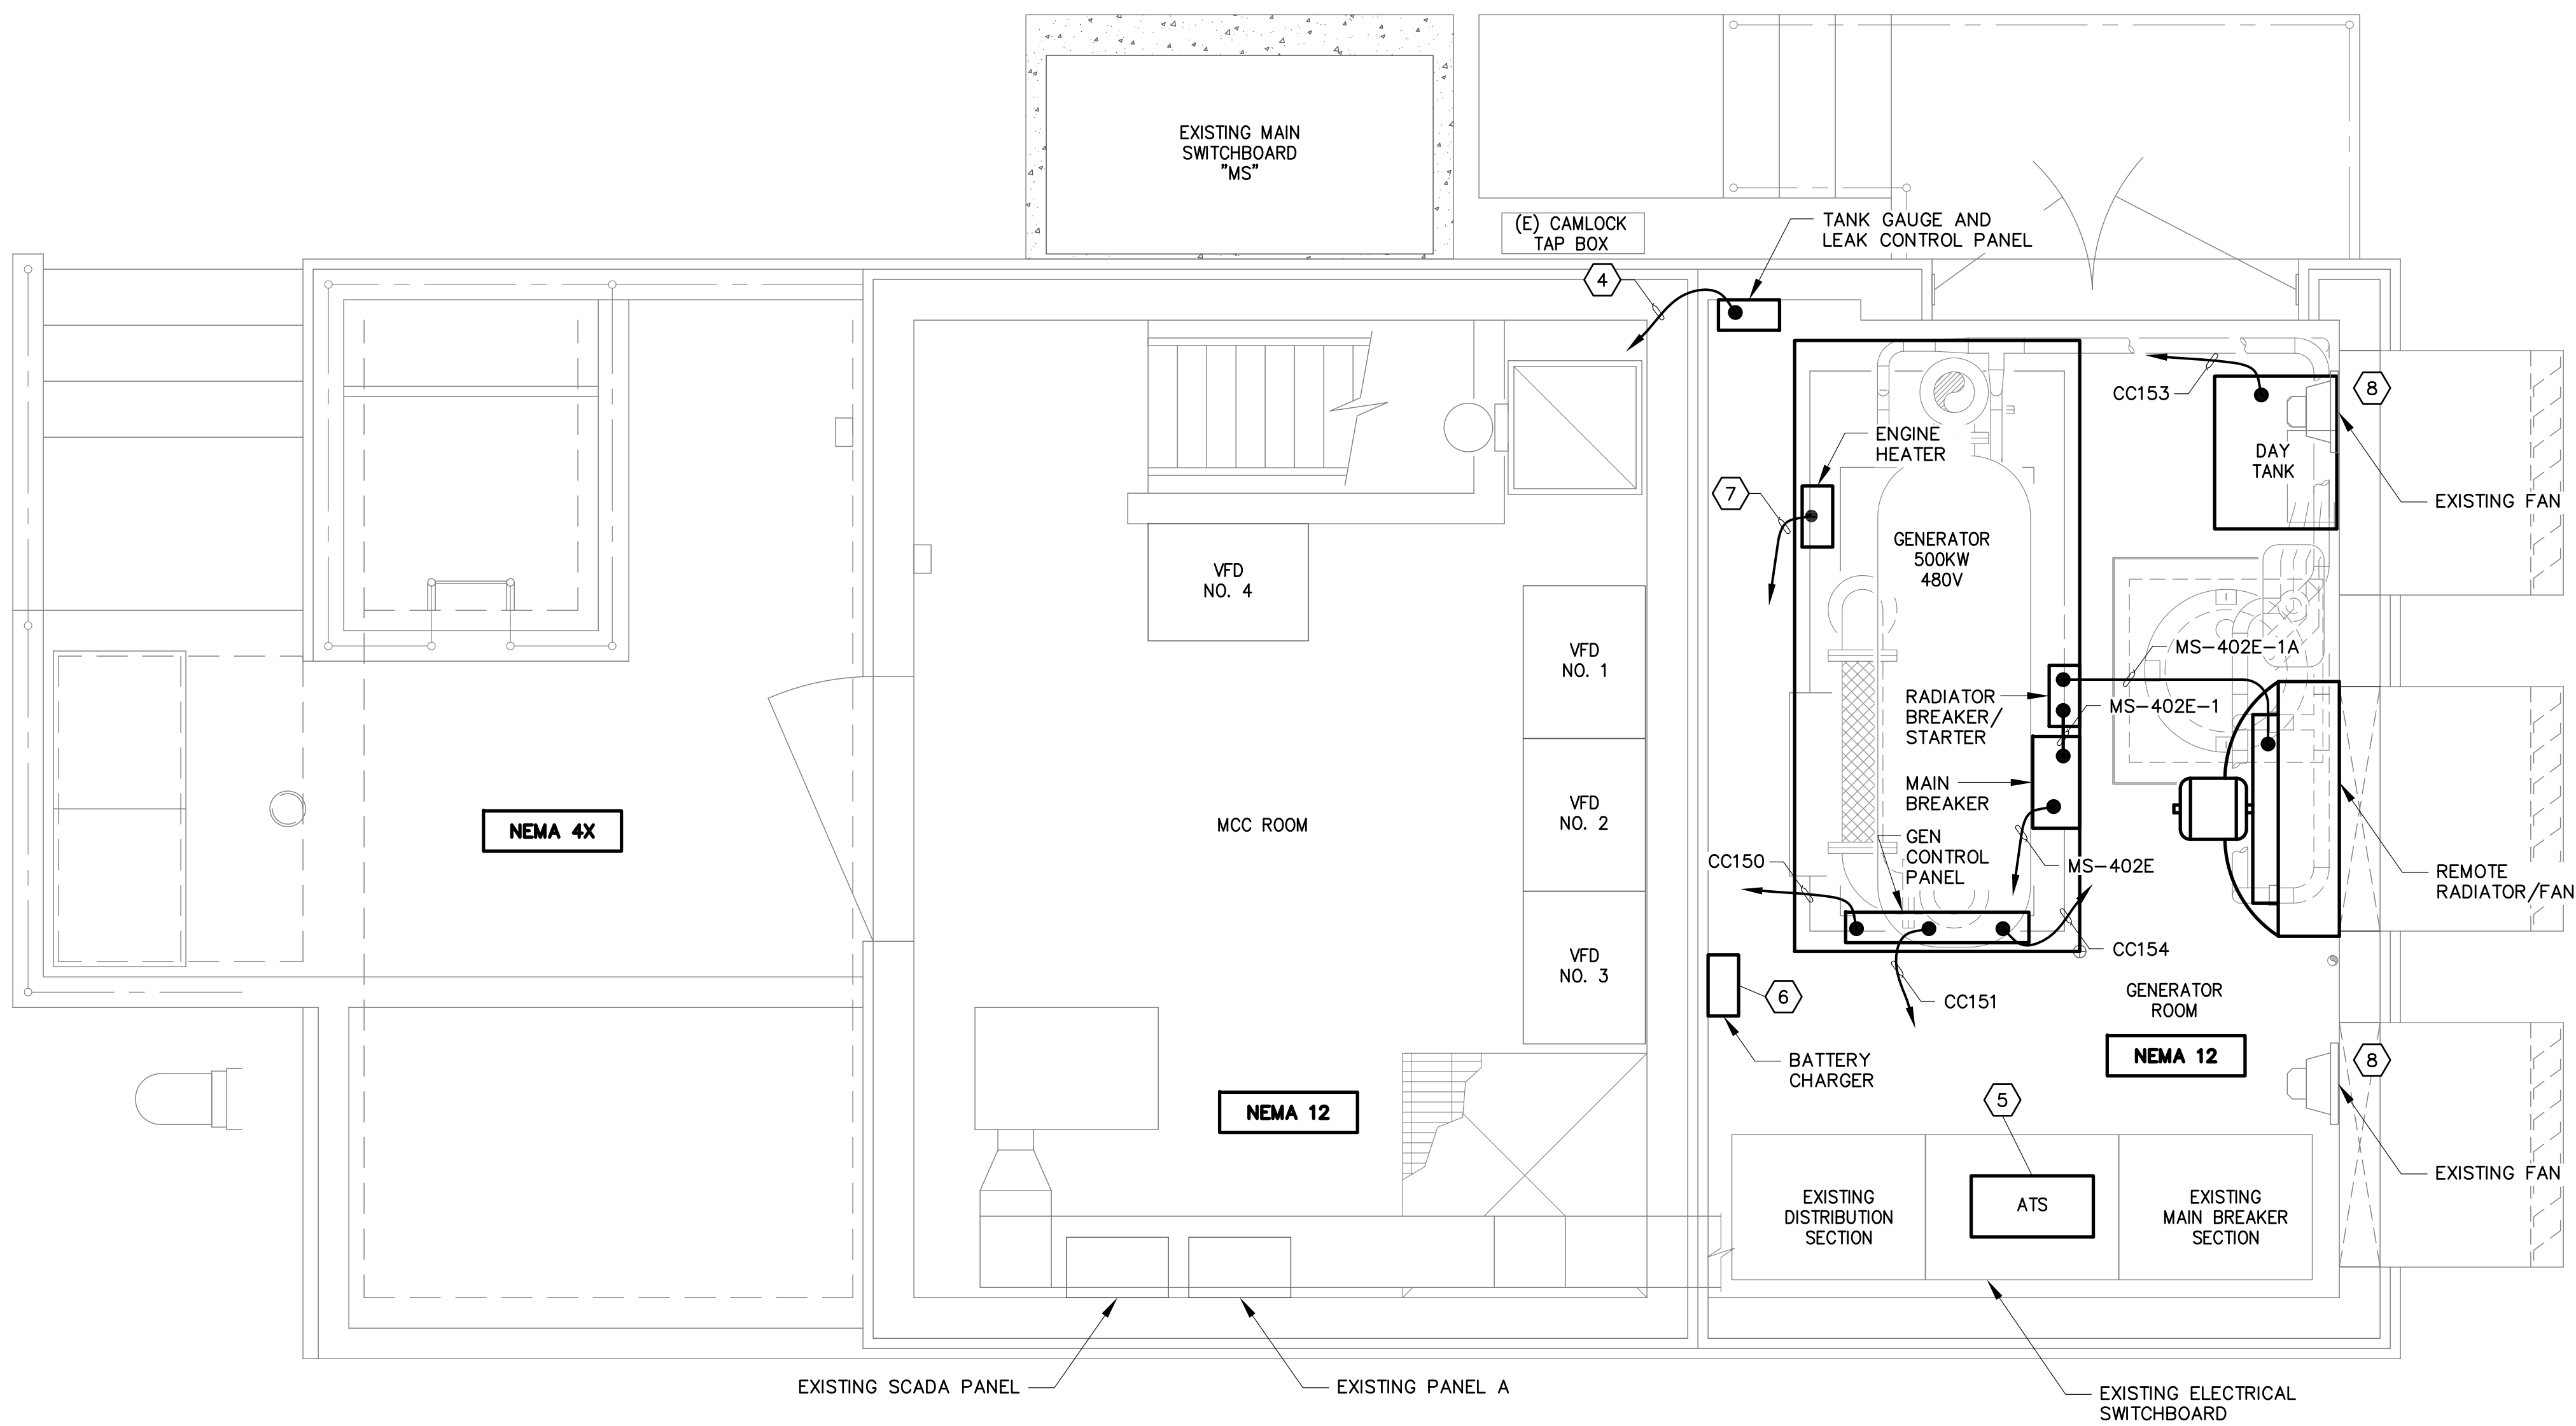 EXISTING MAIN
SWITCHBOARD
"MS"
(E) CAMLOCK
TAP BOX
TANK GAUGE AND
LEAK CONTROL PANEL
4
8
CC153
ENGINE
HEATER
DAY
TANK
7
EXISTING FAN
GENERATOR
500KW
480V
VFD
NO. 4
VFD
NO. 1
MS-402E-1A
RADIATOR
BREAKER/
STARTER
MS-402E-1
MAIN
BREAKER
NEMA 4X
MCC ROOM
VFD
NO. 2
GEN
CONTROL
PANEL
CC150
MS-402E
REMOTE
RADIATOR/FAN
CC154
VFD
NO. 3
6
CC151
GENERATOR
ROOM
BATTERY
CHARGER
NEMA 12
8
5
NEMA 12
EXISTING FAN
EXISTING
DISTRIBUTION
SECTION
ATS
EXISTING
MAIN BREAKER
SECTION
EXISTING SCADA PANEL
EXISTING PANEL A
EXISTING ELECTRICAL
SWITCHBOARD